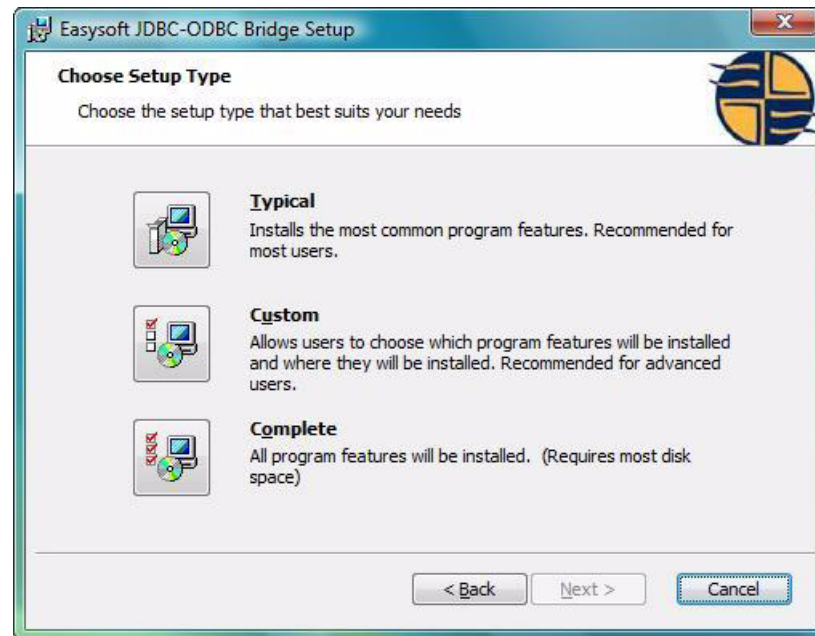 Easysoft JDBC-ODBC Bridge Setup
Choose Setup Type
Choose the setup type that best suits your needs
Typical
Installs the most common program features. Recommended for
most users.
Custom
Allows users to choose which program features will be installed
and where they will be installed. Recommended for advanced
users.
Complete
All program features will be installed.  (Requires most disk
space)
< Back
Next >
Cancel